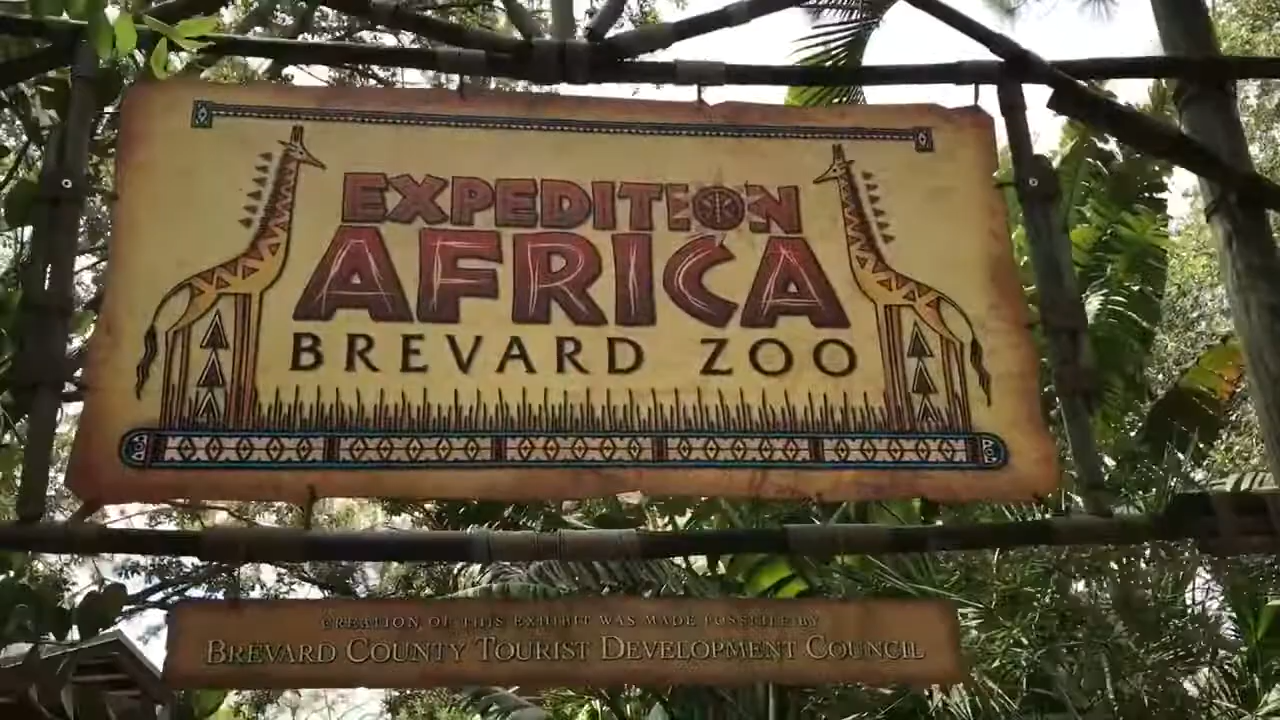 EXPEDITION
AFRICA
BREVARD ZOO
CREATION OF THIS EXHIBIT WAS MADE POSSIBLE BY
BREVARD COUNTY TOURIST DEVELOPMENT COUNCIL